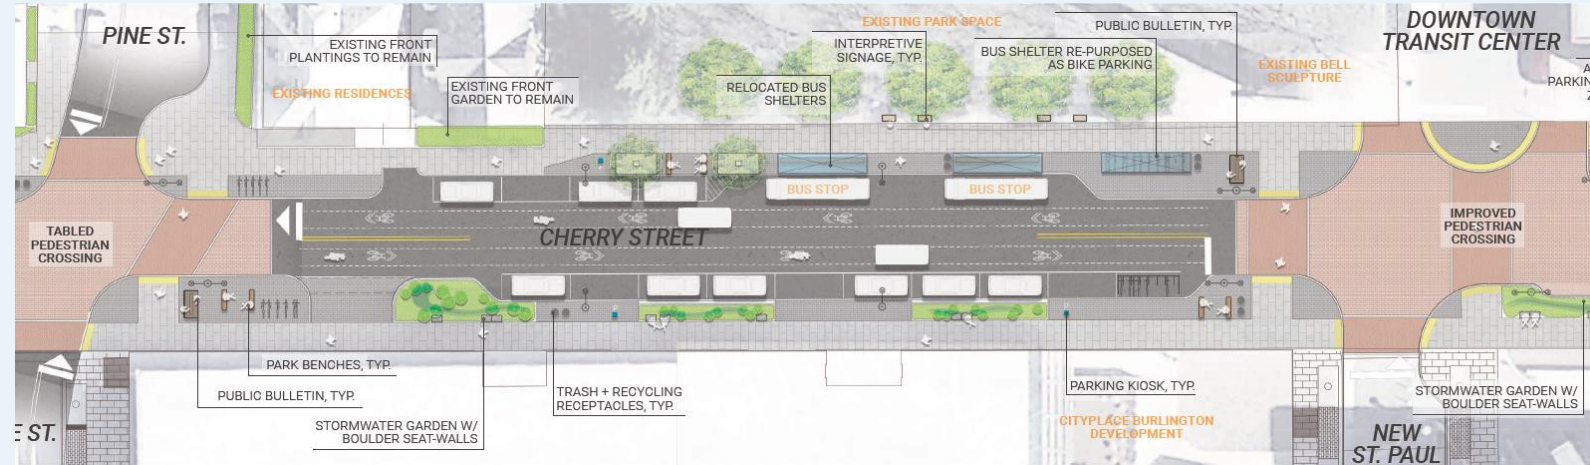 PINE ST.
EXISTING FRONT
PLANTINGS TO REMAIN
EXISTING RESIDENCES
EXISTING FRONT
GARDEN TO REMAIN
EXISTING PARK SPACE
INTERPRETIVE
SIGNAGE, TYP.
RELOCATED BUS
SHELTERS
PUBLIC BULLETIN, TYP.
BUS SHELTER RE-PURPOSED
AS BIKE PARKING
EXISTING BELL
SCULPTURE
DOWNTOWN
TRANSIT CENTER
BUS STOP
BUS STOP
TABLED
PEDESTRIAN
CROSSING
CHERRY STREET
IMPROVED
PEDESTRIAN
CROSSING
PARK BENCHES, TYP.
PUBLIC BULLETIN, TYP.
STORMWATER GARDEN W/
BOULDER SEAT-WALLS
TRASH + RECYCLING
RECEPTACLES, TYP.
PARKING KIOSK, TYP.
CITYPLACE BURLINGTON
DEVELOPMENT
STORMWATER GARDEN W/
BOULDER SEAT-WALLS
E ST.
NEW
ST. PAUL